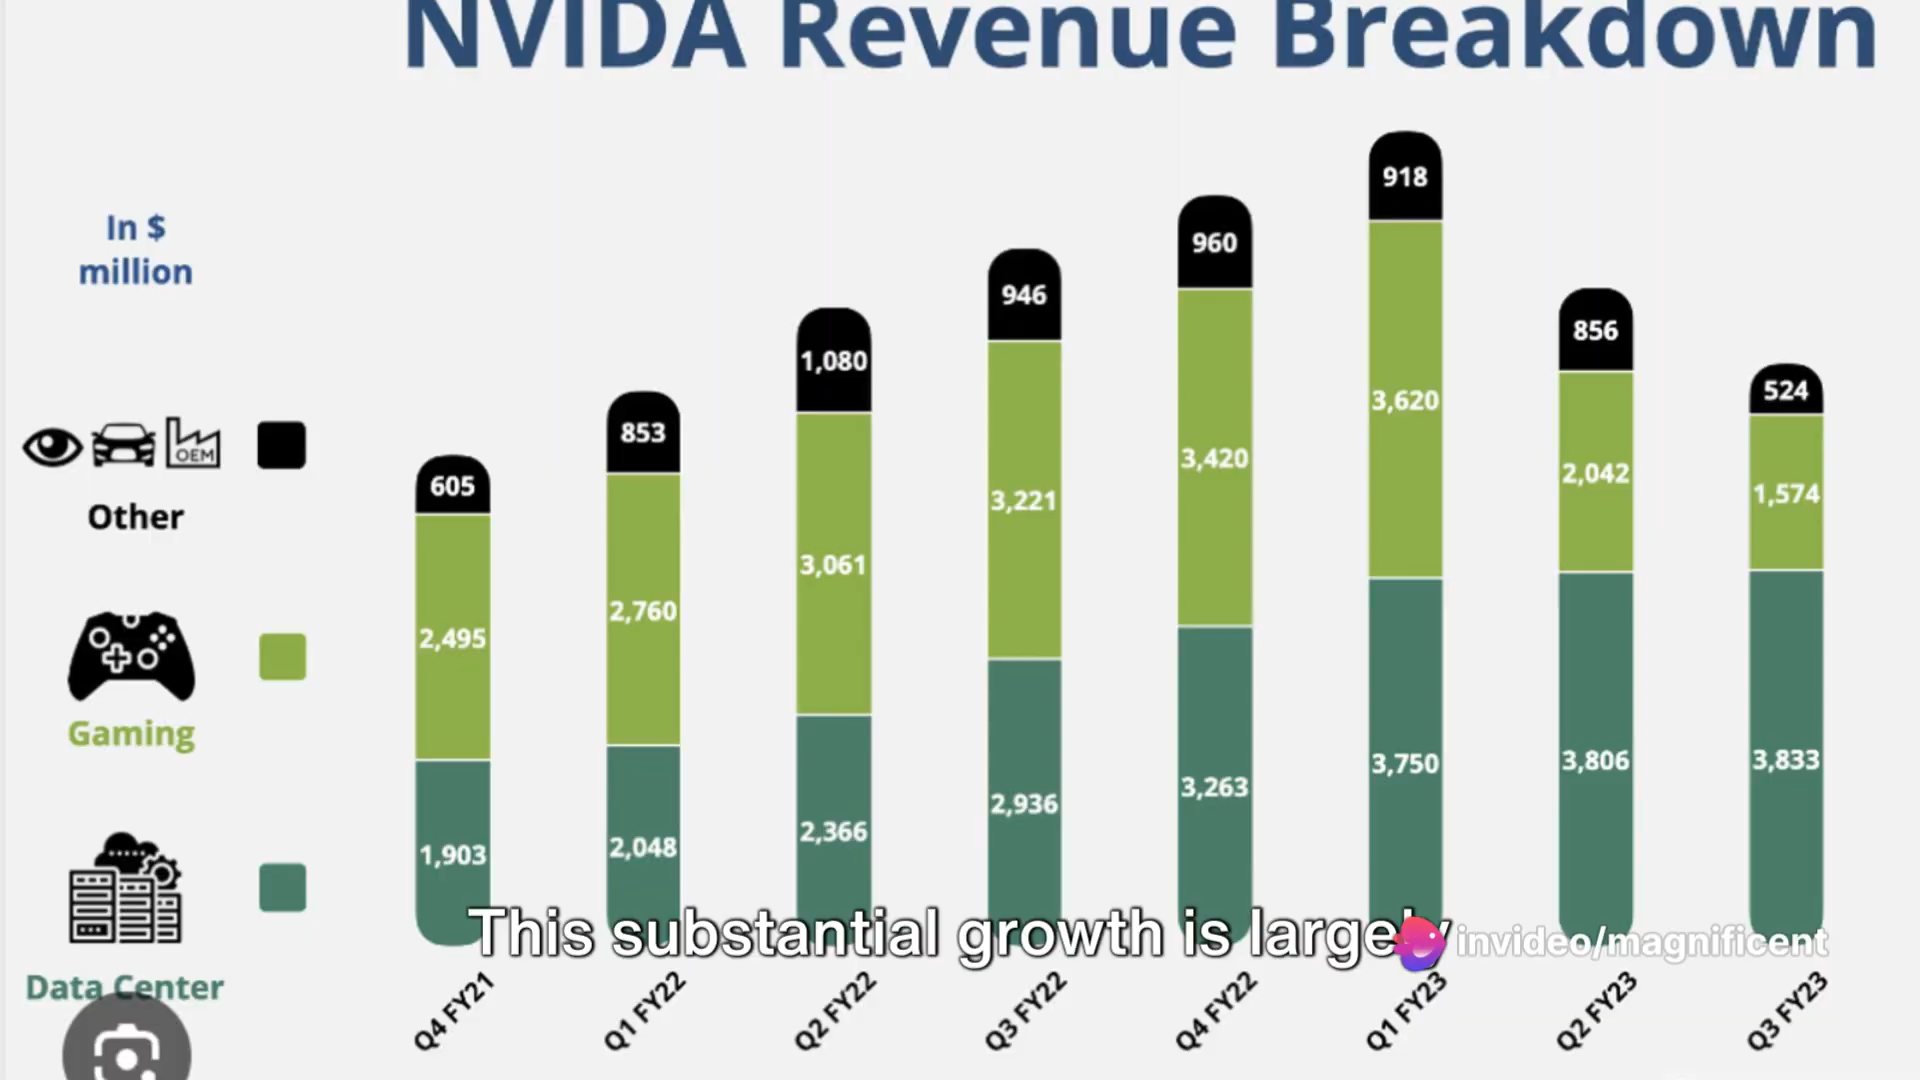 NVIDA Revenue Breakdown
In $
million
918
960
946
3,620
856
1,080
524
853
3,420
2,042
1,574
OEM
Other
605
3,221
3,061
2,760
2,495
Gaming
3,750
3,806
3,833
3,263
2,936
2,366
2,048
1,903
This substantial growth is largely
invideo/magnificent
Data Center
Q4 FY21
Q1 FY22
Q2 FY22
Q3 FY22
Q4 FY22
Q1 FY23
Q2 FY23
Q3 FY23